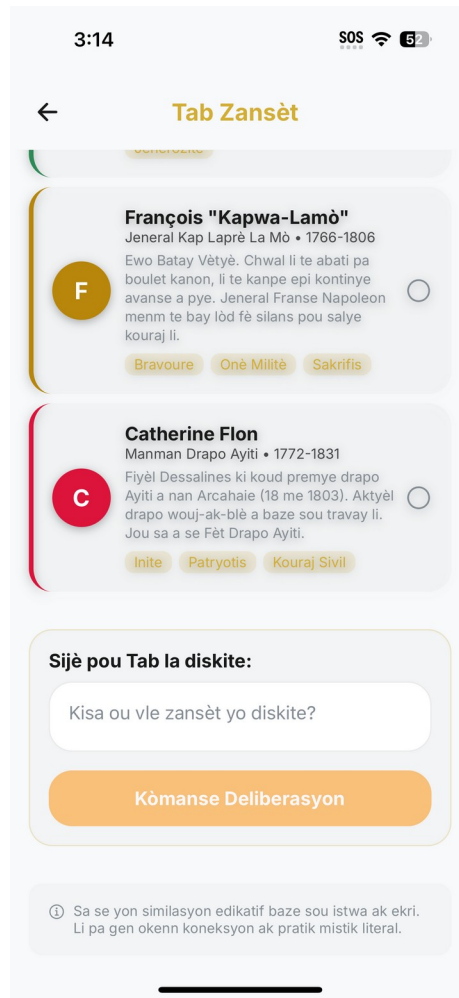 3:14
SOS
52
Tab Zansèt
Jenerozite
François "Kapwa-Lamò"
Jeneral Kap Laprè La Mò • 1766-1806
F
Ewo Batay Vètyè. Chwal li te abati pa
boulet kanon, li te kanpe epi kontinye
avanse a pye. Jeneral Franse Napoleon
menm te bay lòd fè silans pou salye
kouraj li.
Bravoure Onè Militè Sakrifis
Catherine Flon
Manman Drapo Ayiti • 1772-1831
C
Fiyèl Dessalines ki koud premye drapo
Ayiti a nan Arcahaie (18 me 1803). Aktyèl
drapo wouj-ak-blè a baze sou travay li.
Jou sa a se Fèt Drapo Ayiti.
Inite Patryotis Kouraj Sivil
Sijè pou Tab la diskite:
Kisa ou vle zansèt yo diskite?
Kòmanse Deliberasyon
Sa se yon similasyon edikatif baze sou istwa ak ekri.
Li pa gen okenn koneksyon ak pratik mistik literal.